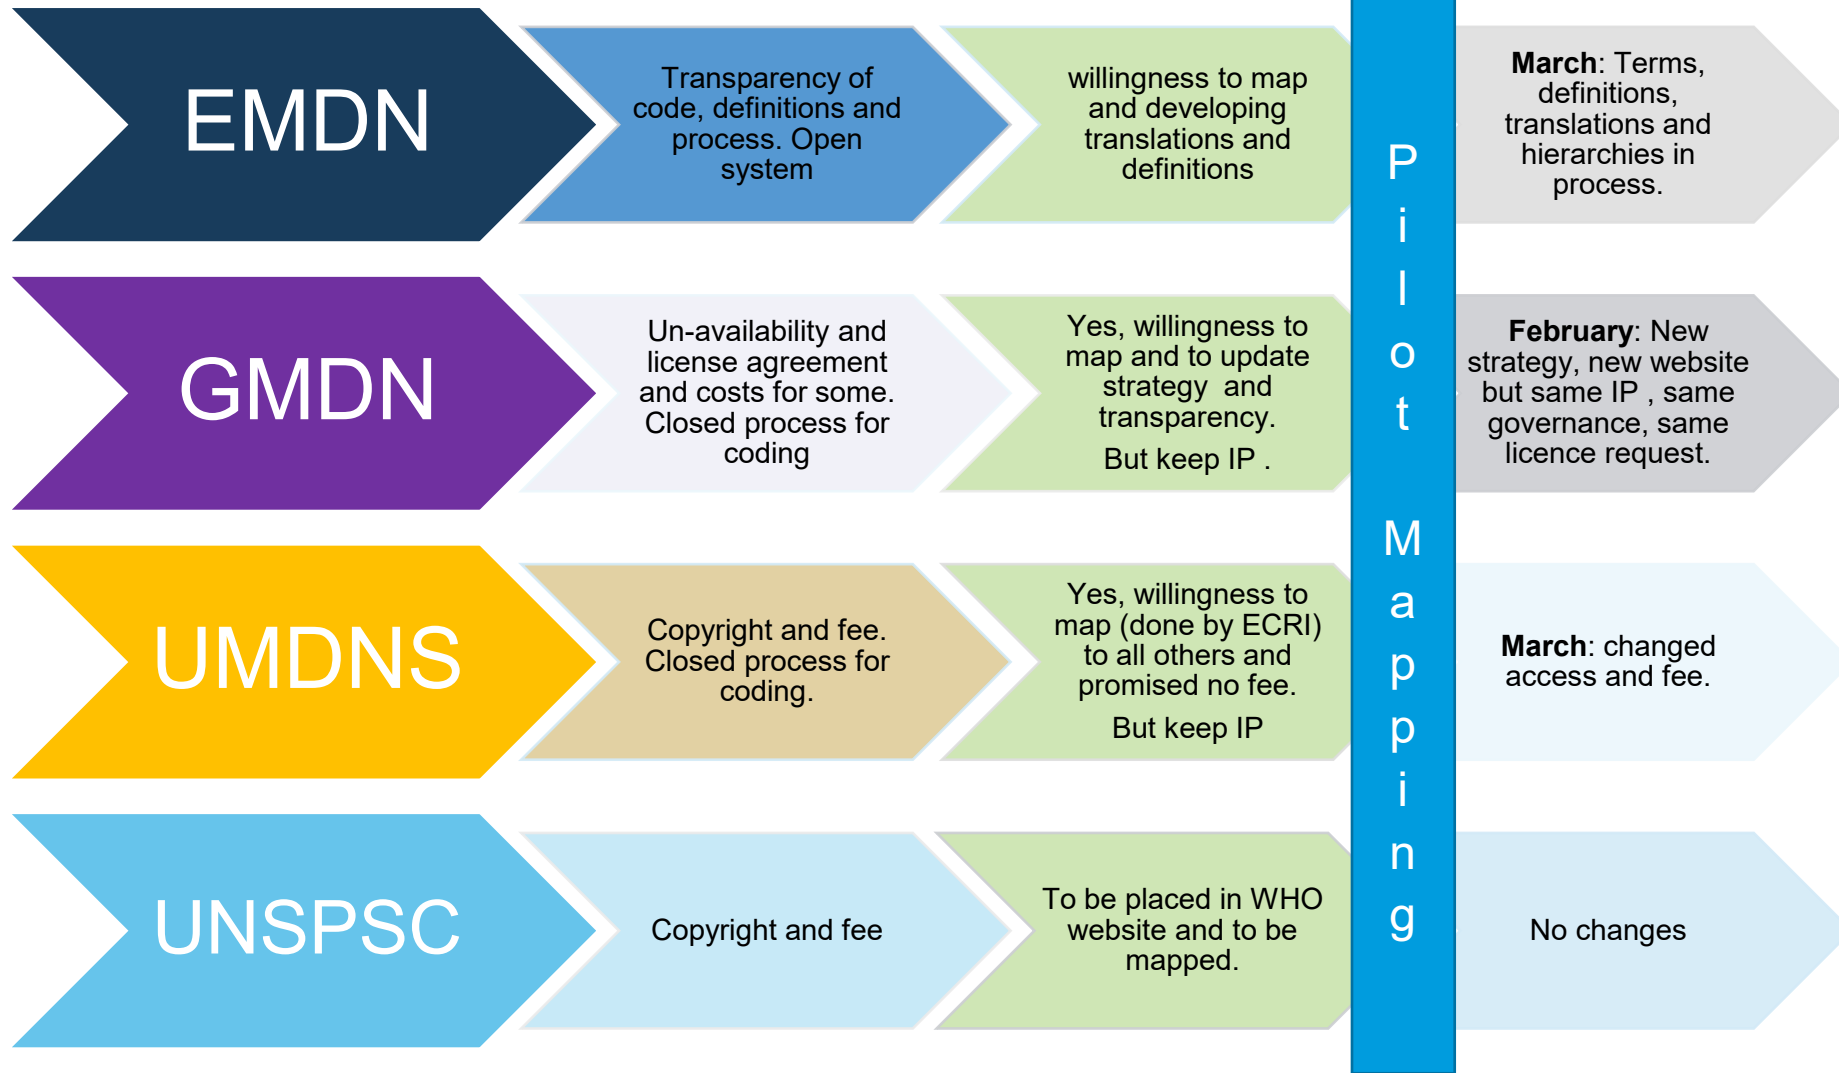 EMDN
Transparency of
code, definitions and
process. Open
system
willingness to map
and developing
translations and
definitions
March: Terms,
definitions,
translations and
hierarchies in
process.
GMDN
Un-availability and
license agreement
and costs for some.
Closed process for
coding
Yes, willingness to
map and to update
strategy and
transparency.
But keep IP .
February: New
strategy, new website
but same IP , same
governance, same
licence request.
UMDNS
Copyright and fee.
Closed process for
coding.
Yes, willingness to
map (done by ECRI)
to all others and
promised no fee.
But keep IP
March: changed
access and fee.
UNSPSC
Copyright and fee
To be placed in WHO
website and to be
mapped.
No changes
Pilot Mapping